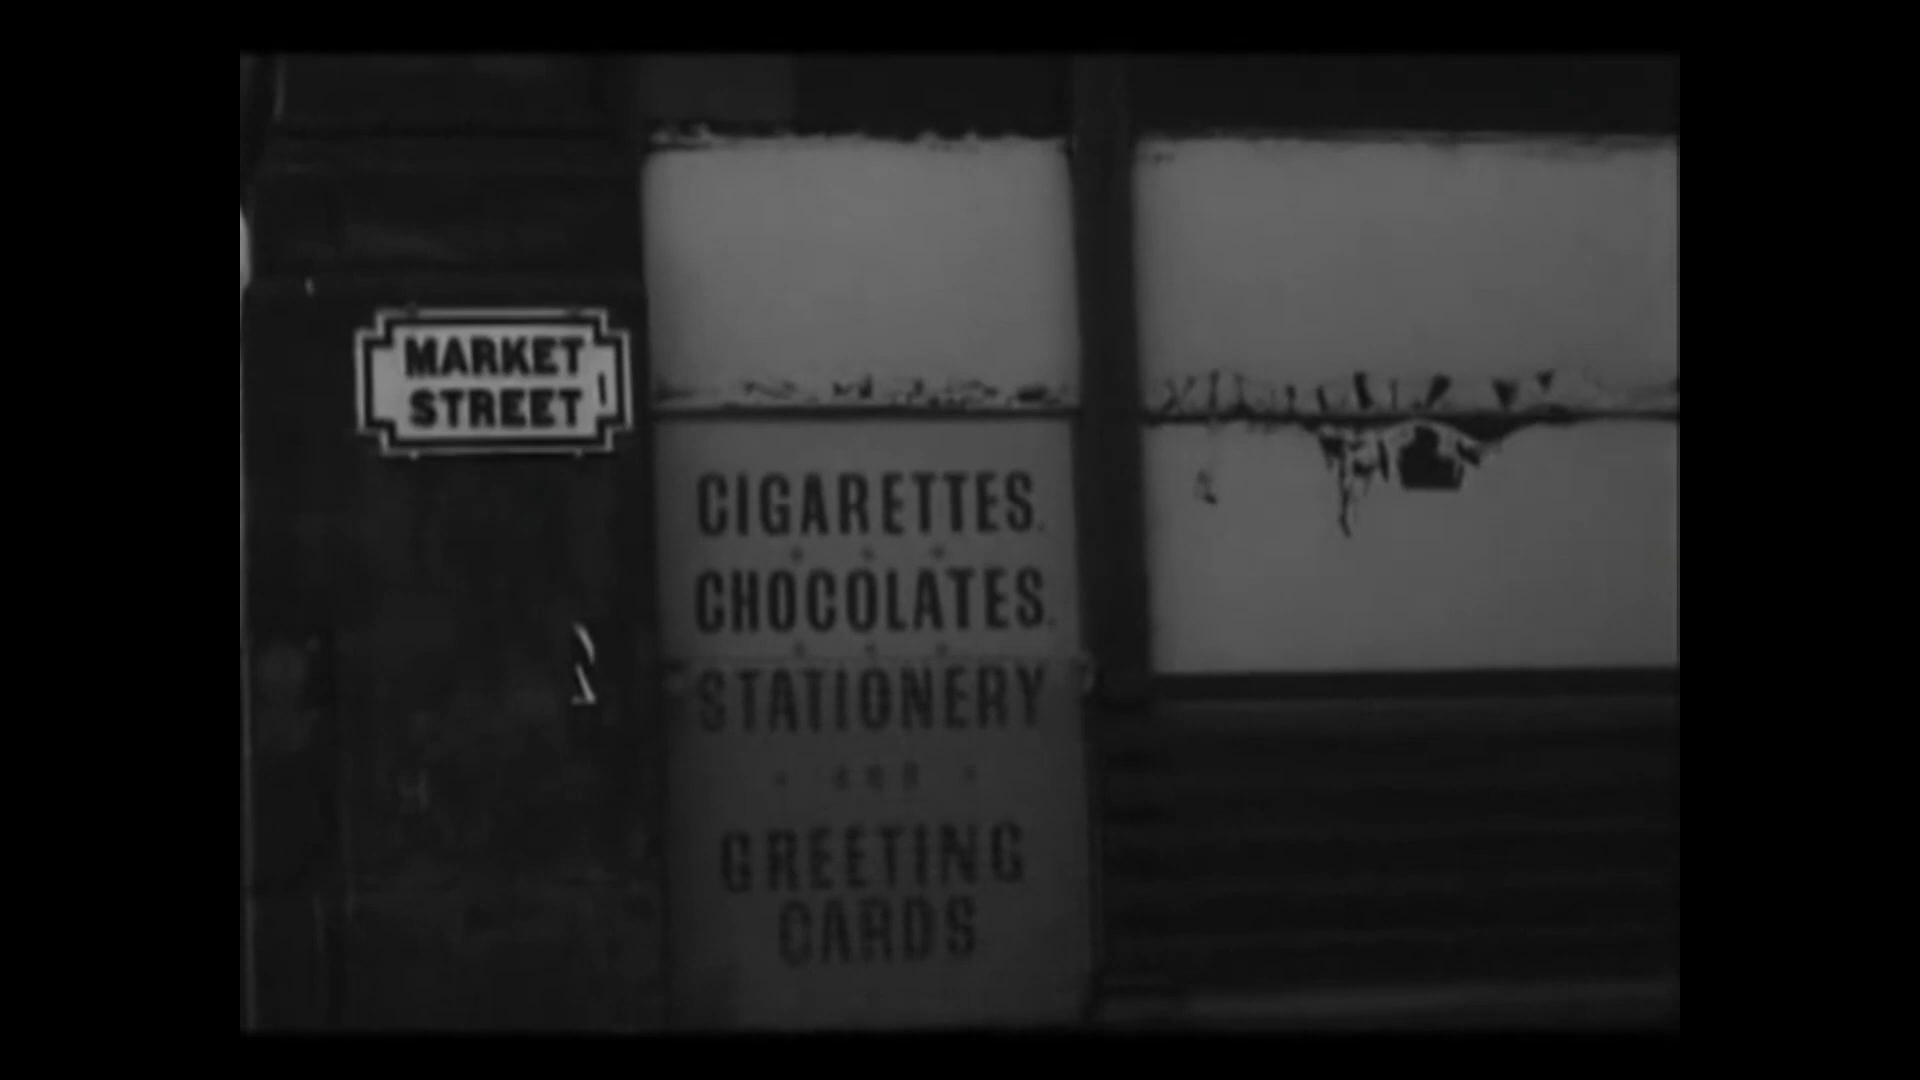 MARKET
STREET
CIGARETTES.
CHOCOLATES.
STATIONERY
AND
GREETING
CARDS